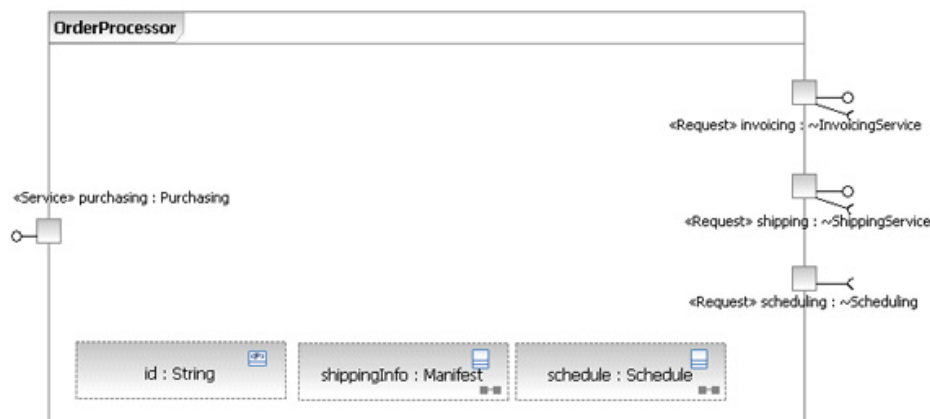 OrderProcessor
«Request» invoicing : ~InvoicingService
«Service» purchasing : Purchasing
«Request» shipping : ~ShippingService
«Request» scheduling : ~Scheduling
id : String
shippingInfo : Manifest
schedule : Schedule